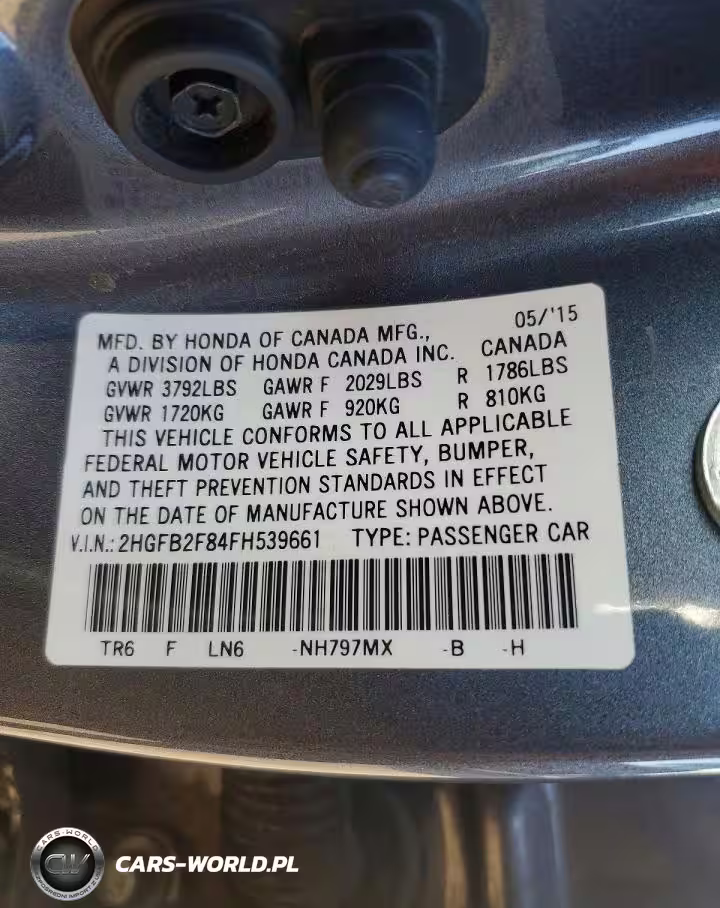 MFD. BY HONDA OF CANADA MFG., 05/'15
A DIVISION OF HONDA CANADA INC. CANADA
GVWR 3792LBS GAWR F 2029LBS R 1786LBS
GVWR 1720KG GAWR F 920KG R 810KG
THIS VEHICLE CONFORMS TO ALL APPLICABLE
FEDERAL MOTOR VEHICLE SAFETY, BUMPER,
AND THEFT PREVENTION STANDARDS IN EFFECT
ON THE DATE OF MANUFACTURE SHOWN ABOVE.
V.I.N.: 2HGFB2F84FH539661 TYPE: PASSENGER CAR
TR6 F LN6 -NH797MX -B -H
CARS-WORLD
CW
CARS-WORLD.PL